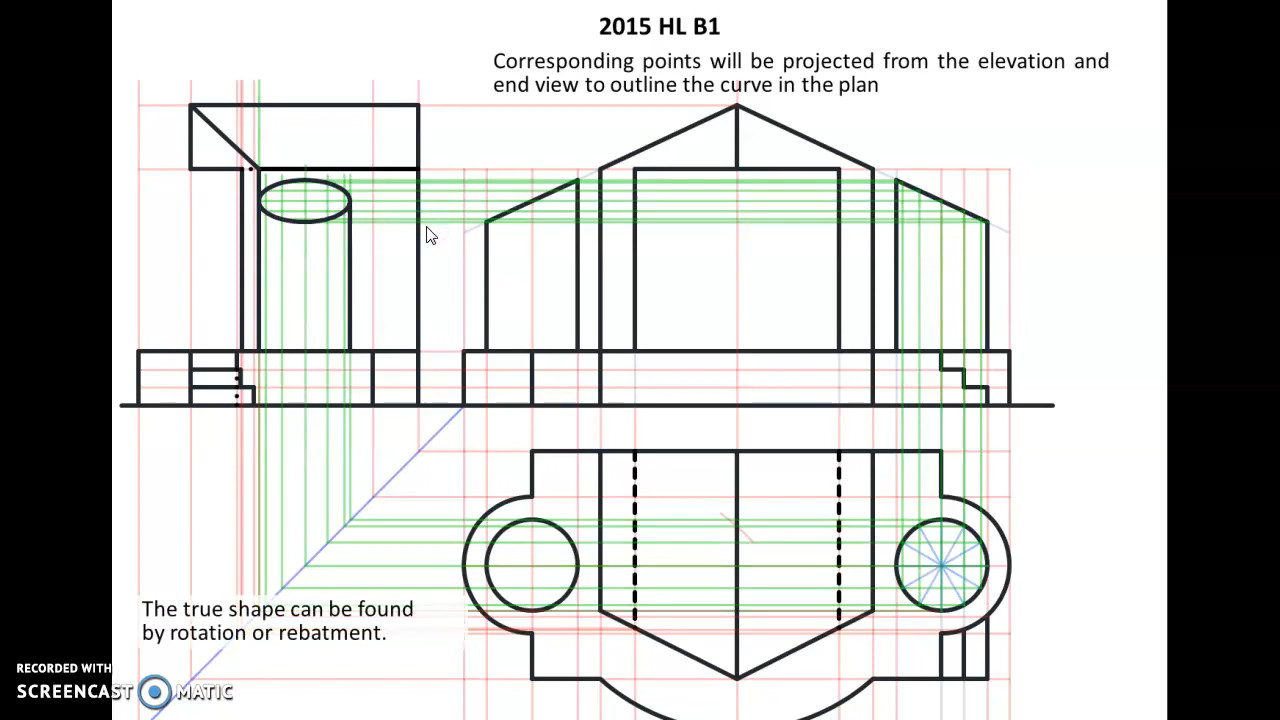 2015 HL B1
Corresponding points will be projected from the elevation and
end view to outline the curve in the plan
The true shape can be found
by rotation or rebatment.
RECORDED WITH
SCREENCAST MATIC